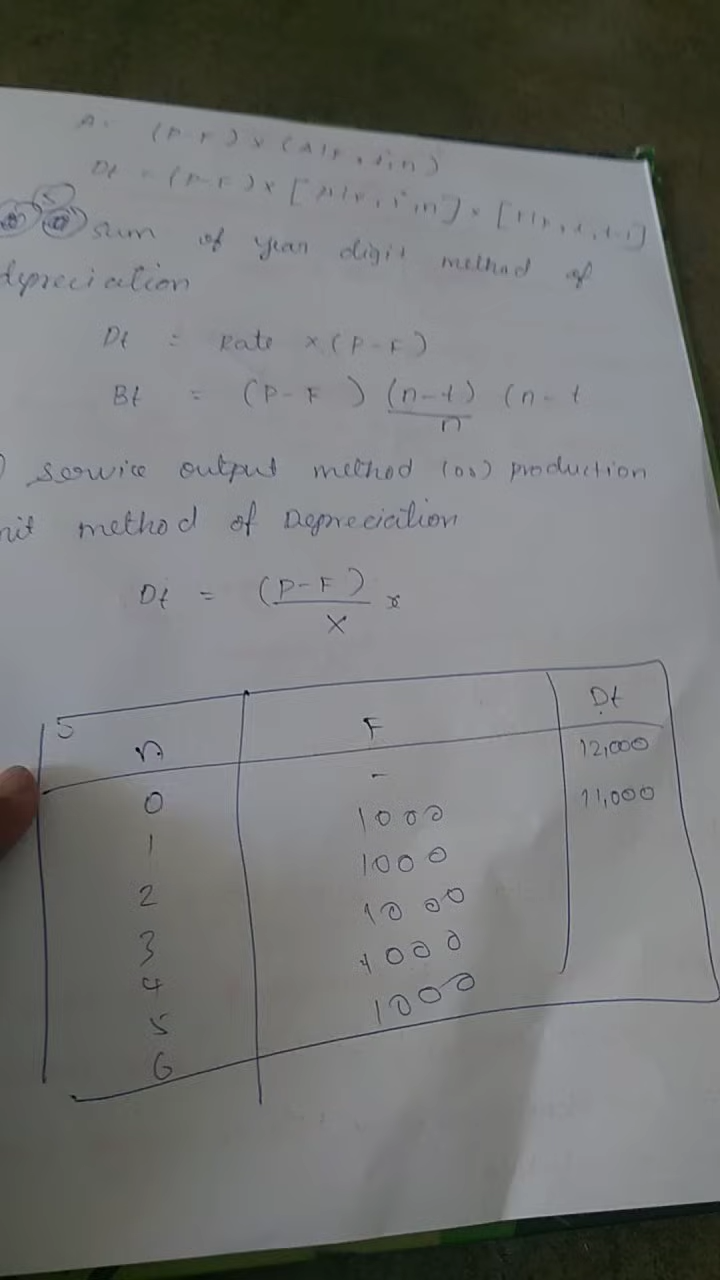 A = (P-F) × (A/F, i, n)
Dt = (P-F) × [A/F, i, n] × [F/P, i, t-1]
sum of year digit method of
depreciation
Dt = Rate × (P-F)
Bt = (P-F) (n-t)/n (n-t
) service output method (or) production
nit method of Depreciation
Dt = (P-F)/X x
5 n F Dt
0 - 12,000
1 1000 11,000
2 1000
3 1000
4 1000
5 1000
6